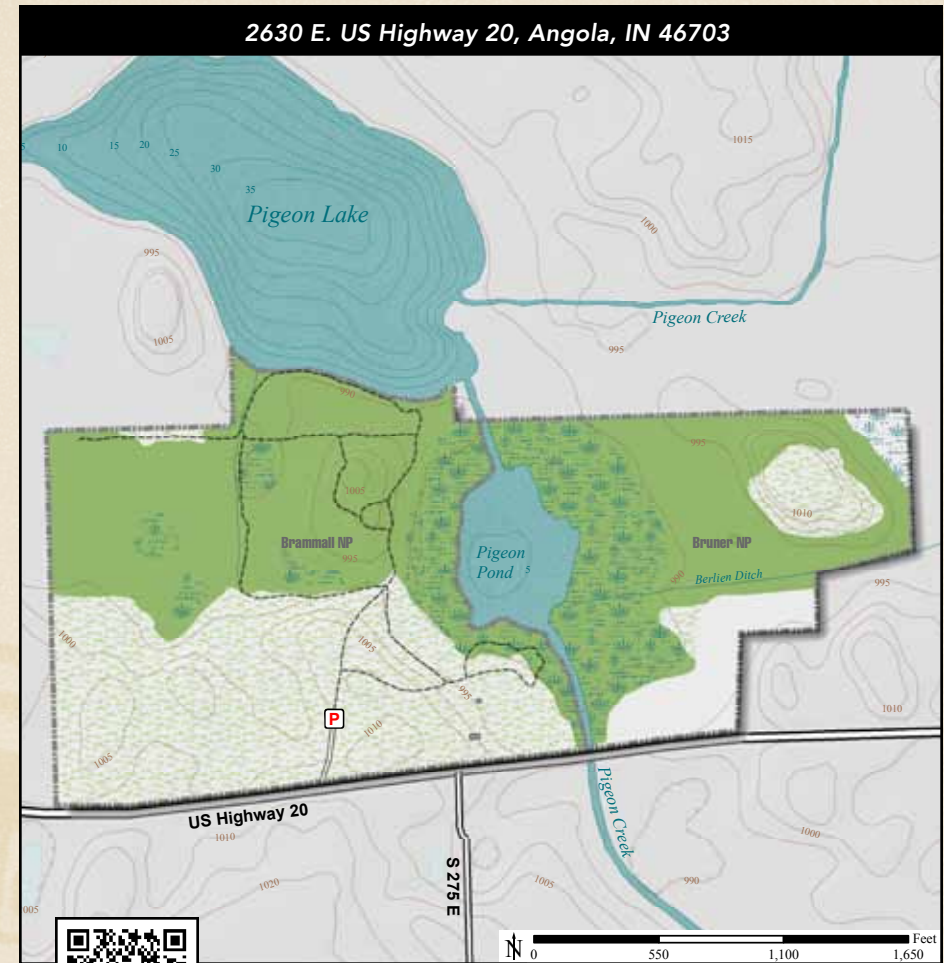 2630 E. US Highway 20, Angola, IN 46703
5
10
15
20
25
30
35
Pigeon Lake
1015
1000
995
1005
Pigeon Creek
995
990
995
1005
1010
Brammall NP
995
Pigeon
Pond
5
Bruner NP
990
Berlien Ditch
995
1000
1005
995
1010
1005
P
1010
US Highway 20
Pigeon Creek
S 275 E
1010
1020
1005
990
1000
005
N
0
550
1,100
1,650
Feet